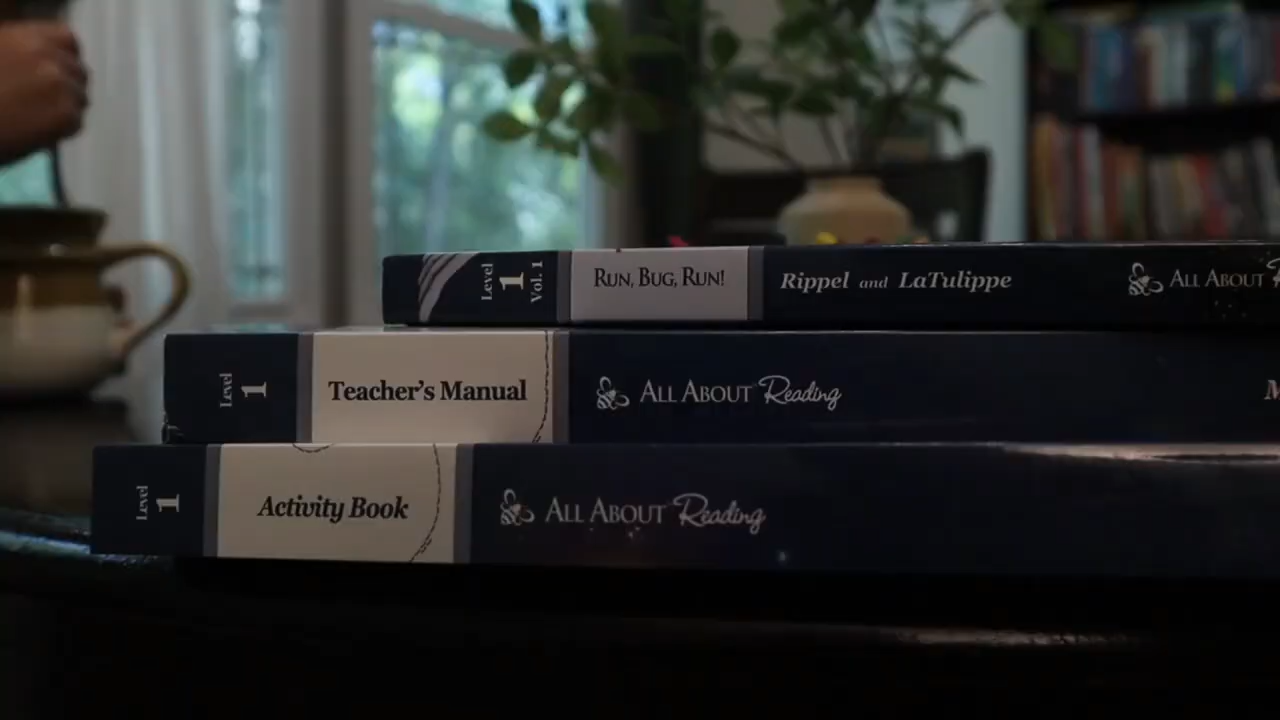 Level 1 Vol. 1 RUN, BUG, RUN! Rippel and LaTulippe ALL ABOUT
Level 1 Teacher's Manual ALL ABOUT Reading
Level 1 Activity Book ALL ABOUT Reading